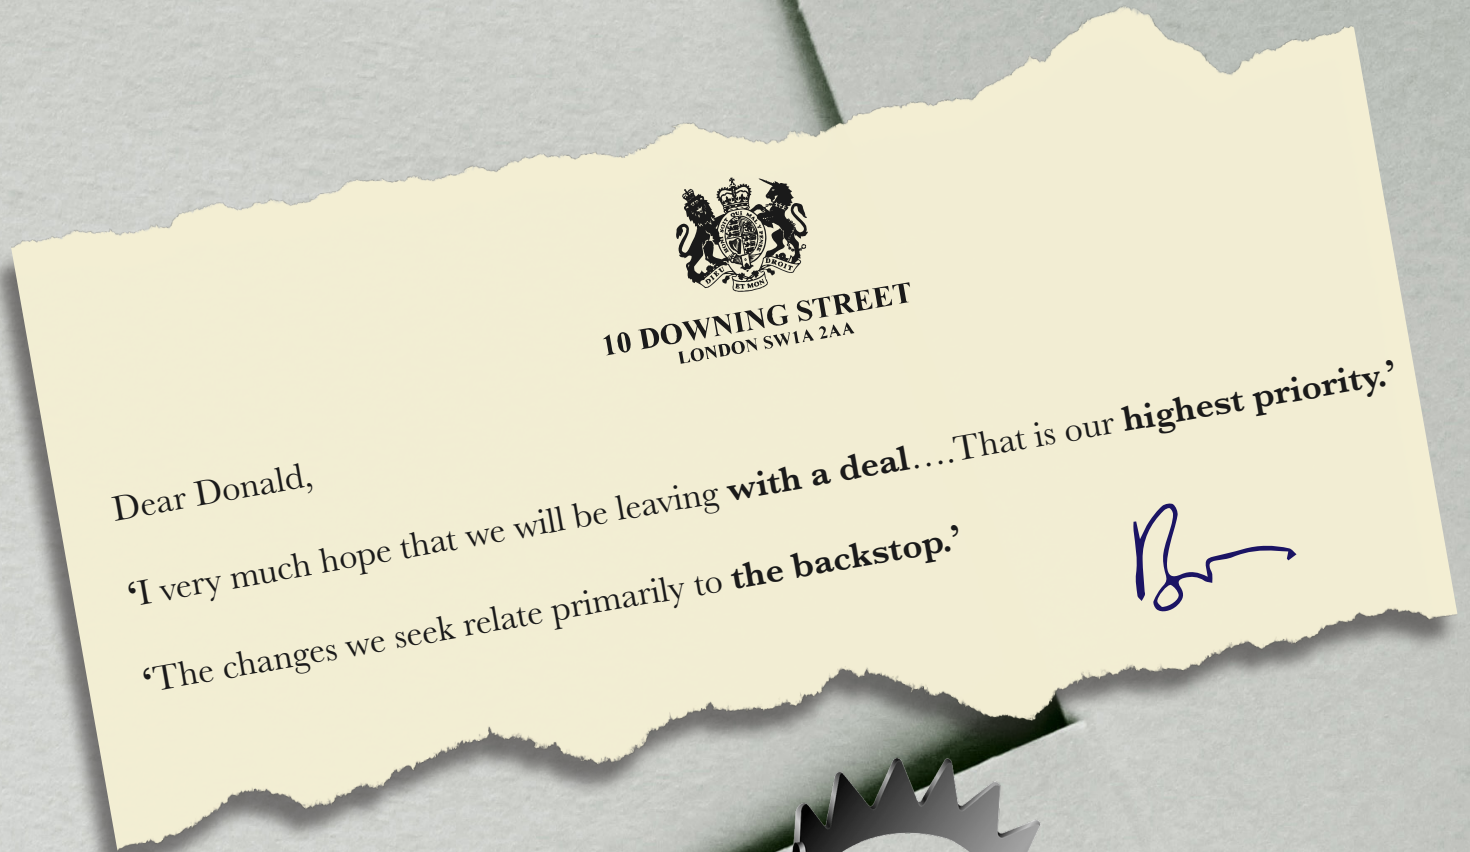 DIEU ET MON DROIT
10 DOWNING STREET
LONDON SW1A 2AA
Dear Donald,
‘I very much hope that we will be leaving with a deal….That is our highest priority.’
‘The changes we seek relate primarily to the backstop.’